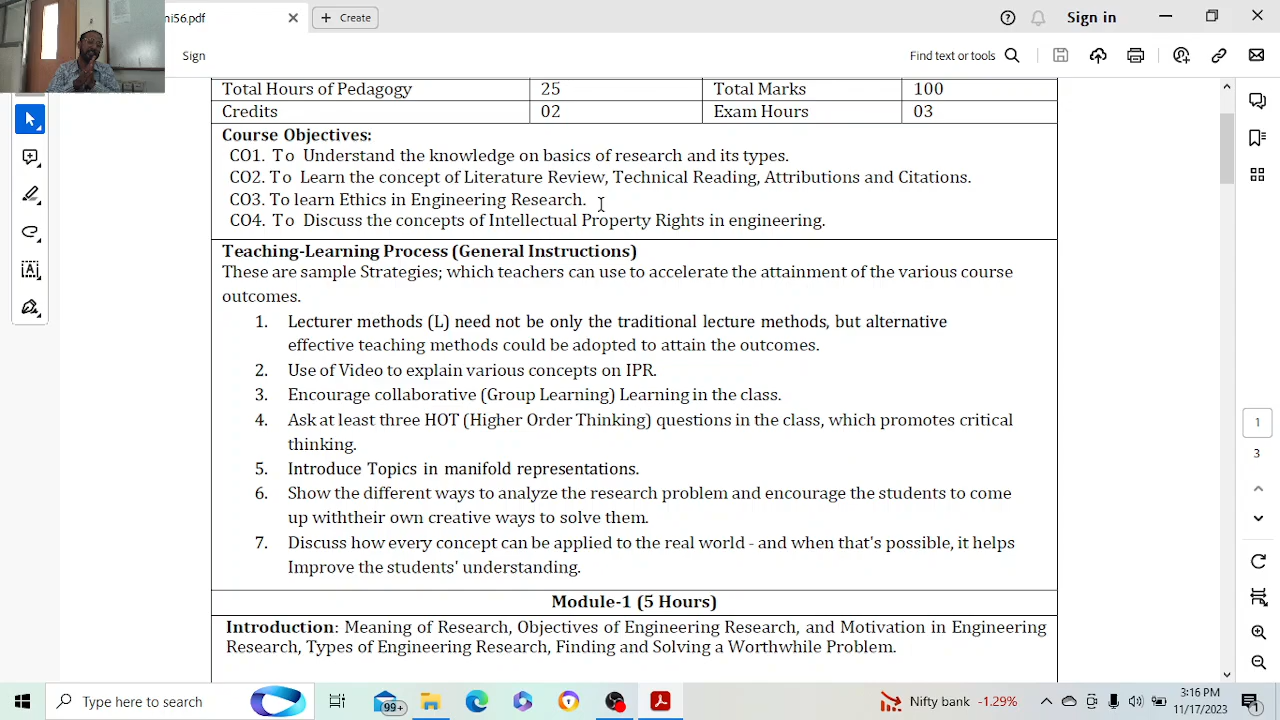 ni56.pdf
Create
Sign in
Sign
Find text or tools
Total Hours of Pedagogy 25 Total Marks 100
Credits 02 Exam Hours 03
Course Objectives:
CO1. To Understand the knowledge on basics of research and its types.
CO2. To Learn the concept of Literature Review, Technical Reading, Attributions and Citations.
CO3. To learn Ethics in Engineering Research.
CO4. To Discuss the concepts of Intellectual Property Rights in engineering.
Teaching-Learning Process (General Instructions)
These are sample Strategies; which teachers can use to accelerate the attainment of the various course
outcomes.
1. Lecturer methods (L) need not be only the traditional lecture methods, but alternative
effective teaching methods could be adopted to attain the outcomes.
2. Use of Video to explain various concepts on IPR.
3. Encourage collaborative (Group Learning) Learning in the class.
4. Ask at least three HOT (Higher Order Thinking) questions in the class, which promotes critical
thinking.
5. Introduce Topics in manifold representations.
6. Show the different ways to analyze the research problem and encourage the students to come
up withtheir own creative ways to solve them.
7. Discuss how every concept can be applied to the real world - and when that's possible, it helps
Improve the students' understanding.
Module-1 (5 Hours)
Introduction: Meaning of Research, Objectives of Engineering Research, and Motivation in Engineering
Research, Types of Engineering Research, Finding and Solving a Worthwhile Problem.
1
3
Type here to search
99+
Nifty bank -1.29%
3:16 PM
11/17/2023
1